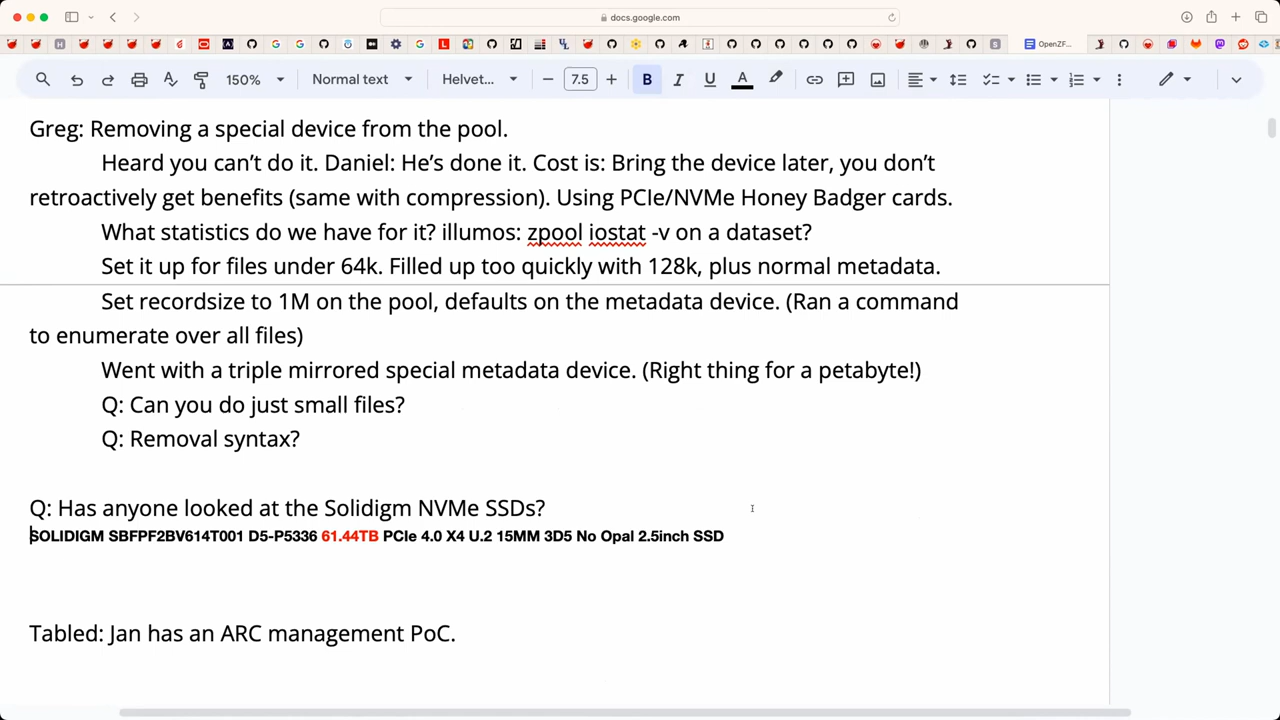 docs.google.com
OpenZF...
150%
Normal text
Helvet...
7.5
B
I
U
A
Greg: Removing a special device from the pool.
Heard you can’t do it. Daniel: He’s done it. Cost is: Bring the device later, you don’t
retroactively get benefits (same with compression). Using PCIe/NVMe Honey Badger cards.
What statistics do we have for it? illumos: zpool iostat -v on a dataset?
Set it up for files under 64k. Filled up too quickly with 128k, plus normal metadata.
Set recordsize to 1M on the pool, defaults on the metadata device. (Ran a command
to enumerate over all files)
Went with a triple mirrored special metadata device. (Right thing for a petabyte!)
Q: Can you do just small files?
Q: Removal syntax?
Q: Has anyone looked at the Solidigm NVMe SSDs?
SOLIDIGM SBFPF2BV614T001 D5-P5336 61.44TB PCIe 4.0 X4 U.2 15MM 3D5 No Opal 2.5inch SSD
Tabled: Jan has an ARC management PoC.